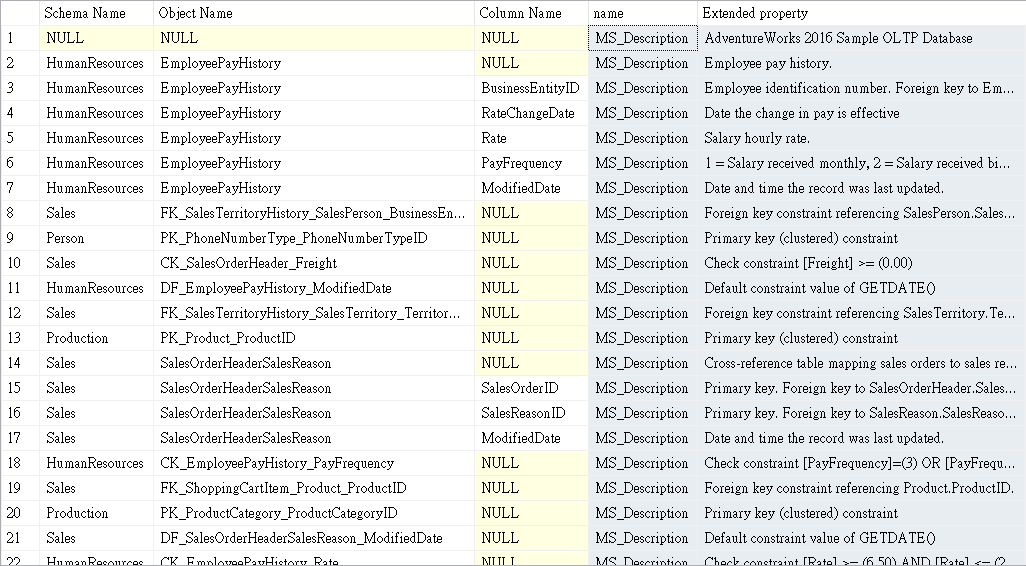 Schema Name Object Name Column Name name Extended property
1 NULL NULL NULL MS_Description AdventureWorks 2016 Sample OLTP Database
2 HumanResources EmployeePayHistory NULL MS_Description Employee pay history.
3 HumanResources EmployeePayHistory BusinessEntityID MS_Description Employee identification number. Foreign key to Em...
4 HumanResources EmployeePayHistory RateChangeDate MS_Description Date the change in pay is effective
5 HumanResources EmployeePayHistory Rate MS_Description Salary hourly rate.
6 HumanResources EmployeePayHistory PayFrequency MS_Description 1 = Salary received monthly, 2 = Salary received bi...
7 HumanResources EmployeePayHistory ModifiedDate MS_Description Date and time the record was last updated.
8 Sales FK_SalesTerritoryHistory_SalesPerson_BusinessEn... NULL MS_Description Foreign key constraint referencing SalesPerson.Sales...
9 Person PK_PhoneNumberType_PhoneNumberTypeID NULL MS_Description Primary key (clustered) constraint
10 Sales CK_SalesOrderHeader_Freight NULL MS_Description Check constraint [Freight] >= (0.00)
11 HumanResources DF_EmployeePayHistory_ModifiedDate NULL MS_Description Default constraint value of GETDATE()
12 Sales FK_SalesTerritoryHistory_SalesTerritory_Territor... NULL MS_Description Foreign key constraint referencing SalesTerritory.Te...
13 Production PK_Product_ProductID NULL MS_Description Primary key (clustered) constraint
14 Sales SalesOrderHeaderSalesReason NULL MS_Description Cross-reference table mapping sales orders to sales re...
15 Sales SalesOrderHeaderSalesReason SalesOrderID MS_Description Primary key. Foreign key to SalesOrderHeader.Sales...
16 Sales SalesOrderHeaderSalesReason SalesReasonID MS_Description Primary key. Foreign key to SalesReason.SalesReaso...
17 Sales SalesOrderHeaderSalesReason ModifiedDate MS_Description Date and time the record was last updated.
18 HumanResources CK_EmployeePayHistory_PayFrequency NULL MS_Description Check constraint [PayFrequency]=(3) OR [PayFrequ...
19 Sales FK_ShoppingCartItem_Product_ProductID NULL MS_Description Foreign key constraint referencing Product.ProductID.
20 Production PK_ProductCategory_ProductCategoryID NULL MS_Description Primary key (clustered) constraint
21 Sales DF_SalesOrderHeaderSalesReason_ModifiedDate NULL MS_Description Default constraint value of GETDATE()
22 HumanResources CK_EmployeePayHistory_Rate NULL MS_Description Check constraint [Rate] >= (6.50) AND [Rate] <= (2...